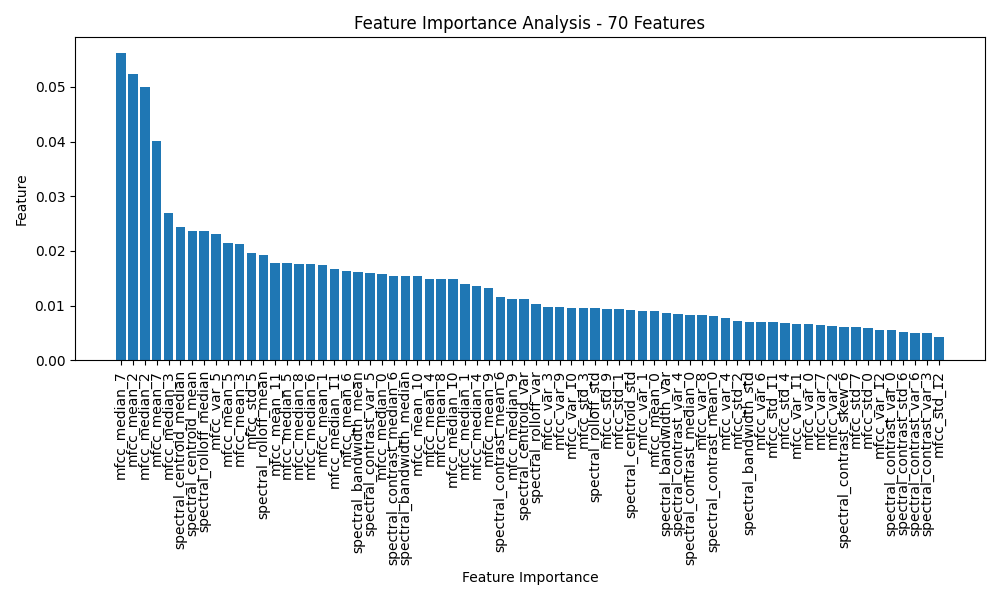 Feature Importance Analysis - 70 Features
Feature
0.05
0.04
0.03
0.02
0.01
0.00
mfcc_median_7
mfcc_mean_2
mfcc_median_2
mfcc_mean_7
mfcc_median_3
spectral_centroid_median
spectral_centroid_mean
spectral_rolloff_median
mfcc_var_5
mfcc_mean_5
mfcc_mean_3
mfcc_std_5
spectral_rolloff_mean
mfcc_mean_11
mfcc_median_5
mfcc_median_8
mfcc_median_6
mfcc_mean_1
mfcc_median_11
mfcc_mean_6
spectral_bandwidth_mean
spectral_contrast_var_5
mfcc_median_0
spectral_contrast_median_6
spectral_bandwidth_median
mfcc_mean_10
mfcc_mean_4
mfcc_mean_8
mfcc_median_10
mfcc_median_1
mfcc_median_4
mfcc_mean_9
spectral_contrast_mean_6
mfcc_median_9
spectral_centroid_var
spectral_rolloff_var
mfcc_var_3
mfcc_var_9
mfcc_var_10
mfcc_std_3
spectral_rolloff_std
mfcc_std_9
mfcc_std_1
spectral_centroid_std
mfcc_var_1
mfcc_mean_0
spectral_bandwidth_var
spectral_contrast_var_4
spectral_contrast_median_0
mfcc_var_8
spectral_contrast_mean_0
mfcc_var_4
mfcc_std_2
spectral_bandwidth_std
mfcc_var_6
mfcc_std_11
mfcc_std_4
mfcc_var_11
mfcc_var_0
mfcc_var_7
mfcc_var_2
spectral_contrast_skew_6
mfcc_std_7
mfcc_std_0
mfcc_var_12
spectral_contrast_var_0
spectral_contrast_std_6
spectral_contrast_var_6
spectral_contrast_var_3
mfcc_std_12
Feature Importance